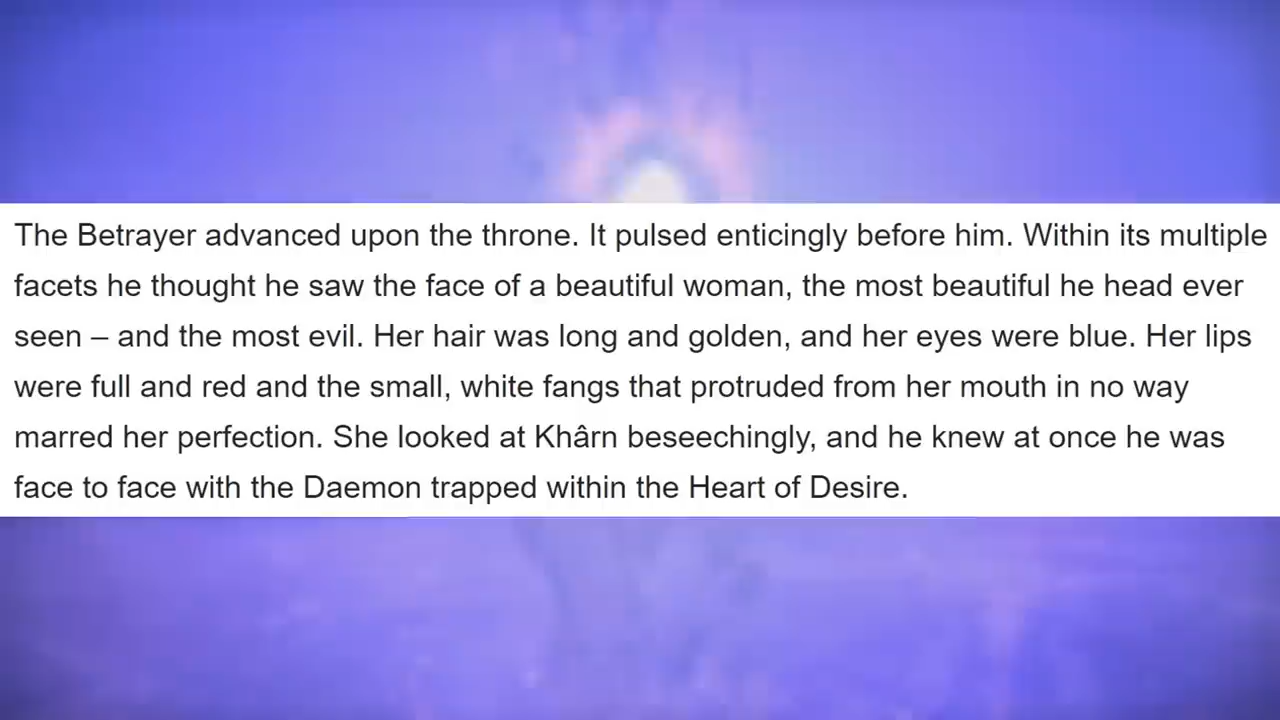 The Betrayer advanced upon the throne. It pulsed enticingly before him. Within its multiple
facets he thought he saw the face of a beautiful woman, the most beautiful he head ever
seen – and the most evil. Her hair was long and golden, and her eyes were blue. Her lips
were full and red and the small, white fangs that protruded from her mouth in no way
marred her perfection. She looked at Khârn beseechingly, and he knew at once he was
face to face with the Daemon trapped within the Heart of Desire.